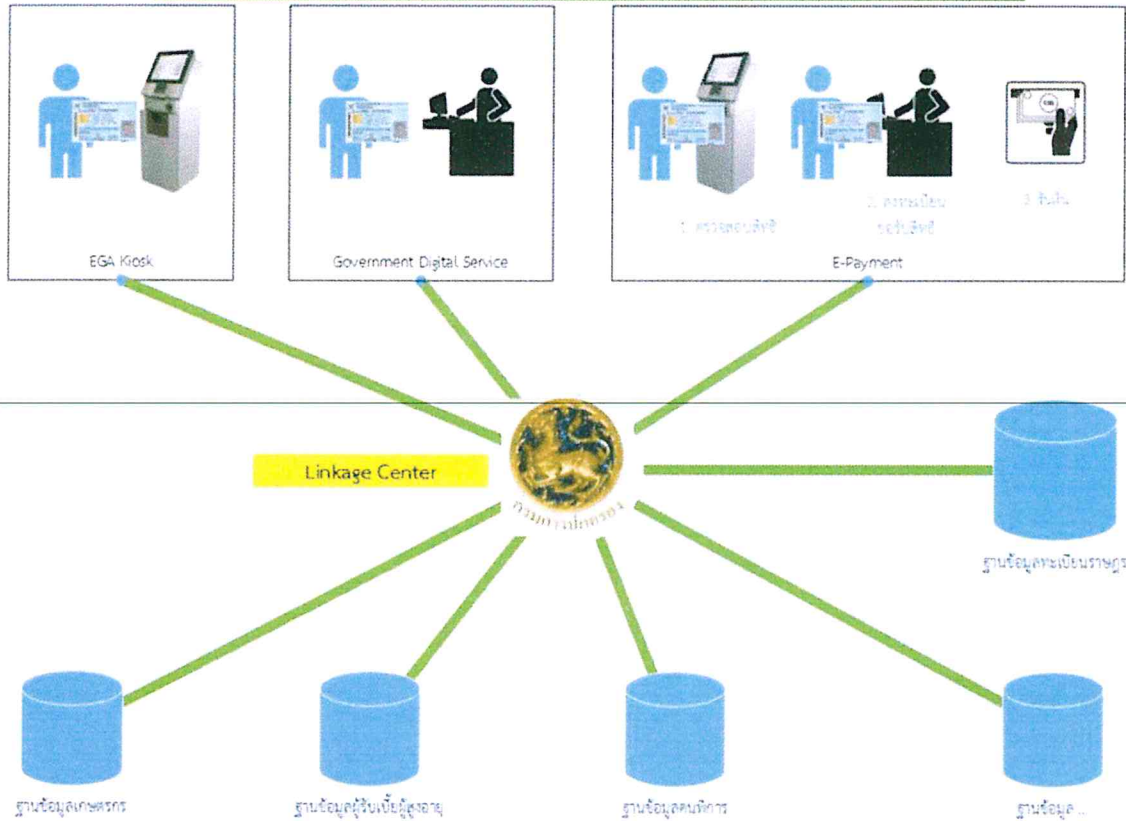 1. ตรวจสอบสิทธิ
2. ลงทะเบียน
ขอรับสิทธิ
3. รับเงิน
EGA Kiosk
Government Digital Service
E-Payment
Linkage Center
กรมการปกครอง
ฐานข้อมูลทะเบียนราษฎร
ฐานข้อมูลเกษตรกร
ฐานข้อมูลผู้รับเบี้ยผู้สูงอายุ
ฐานข้อมูลคนพิการ
ฐานข้อมูล...